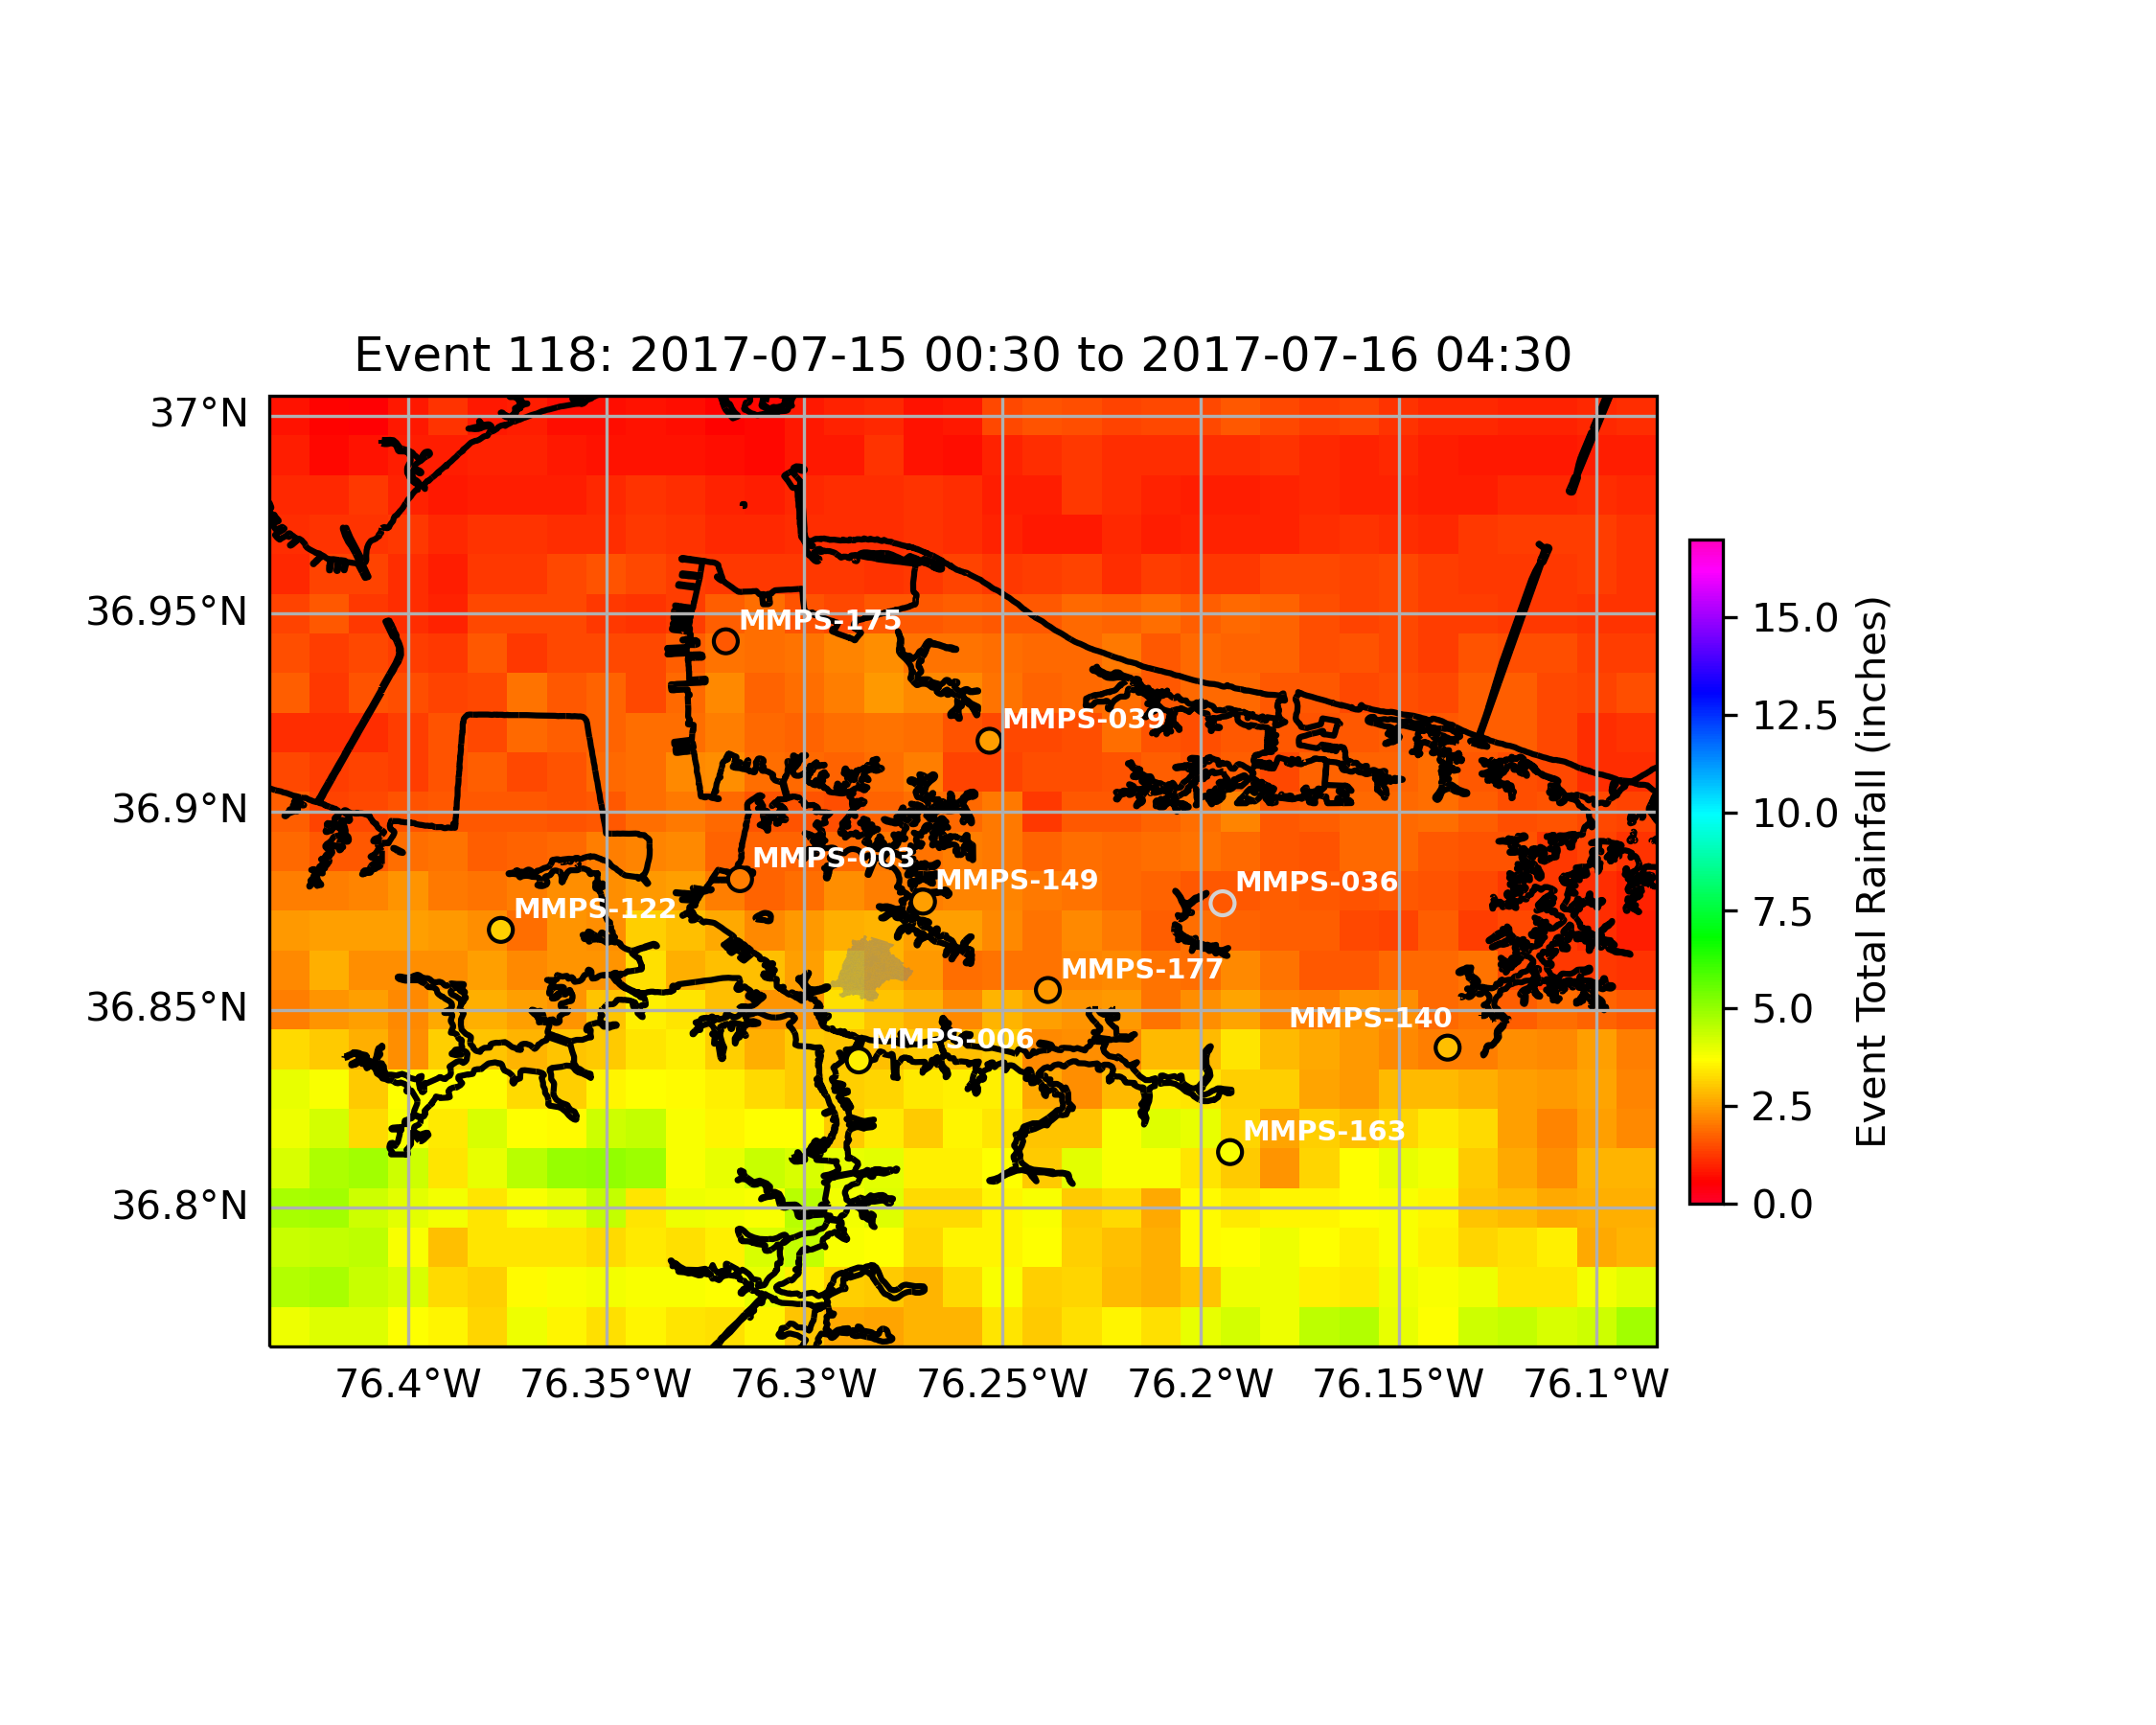 Event 118: 2017-07-15 00:30 to 2017-07-16 04:30
37°N
36.95°N
36.9°N
36.85°N
36.8°N
MMPS-175
MMPS-039
MMPS-003
MMPS-149
MMPS-036
MMPS-122
MMPS-177
MMPS-140
MMPS-006
MMPS-163
76.4°W 76.35°W 76.3°W 76.25°W 76.2°W 76.15°W 76.1°W
15.0
12.5
10.0
7.5
5.0
2.5
0.0
Event Total Rainfall (inches)